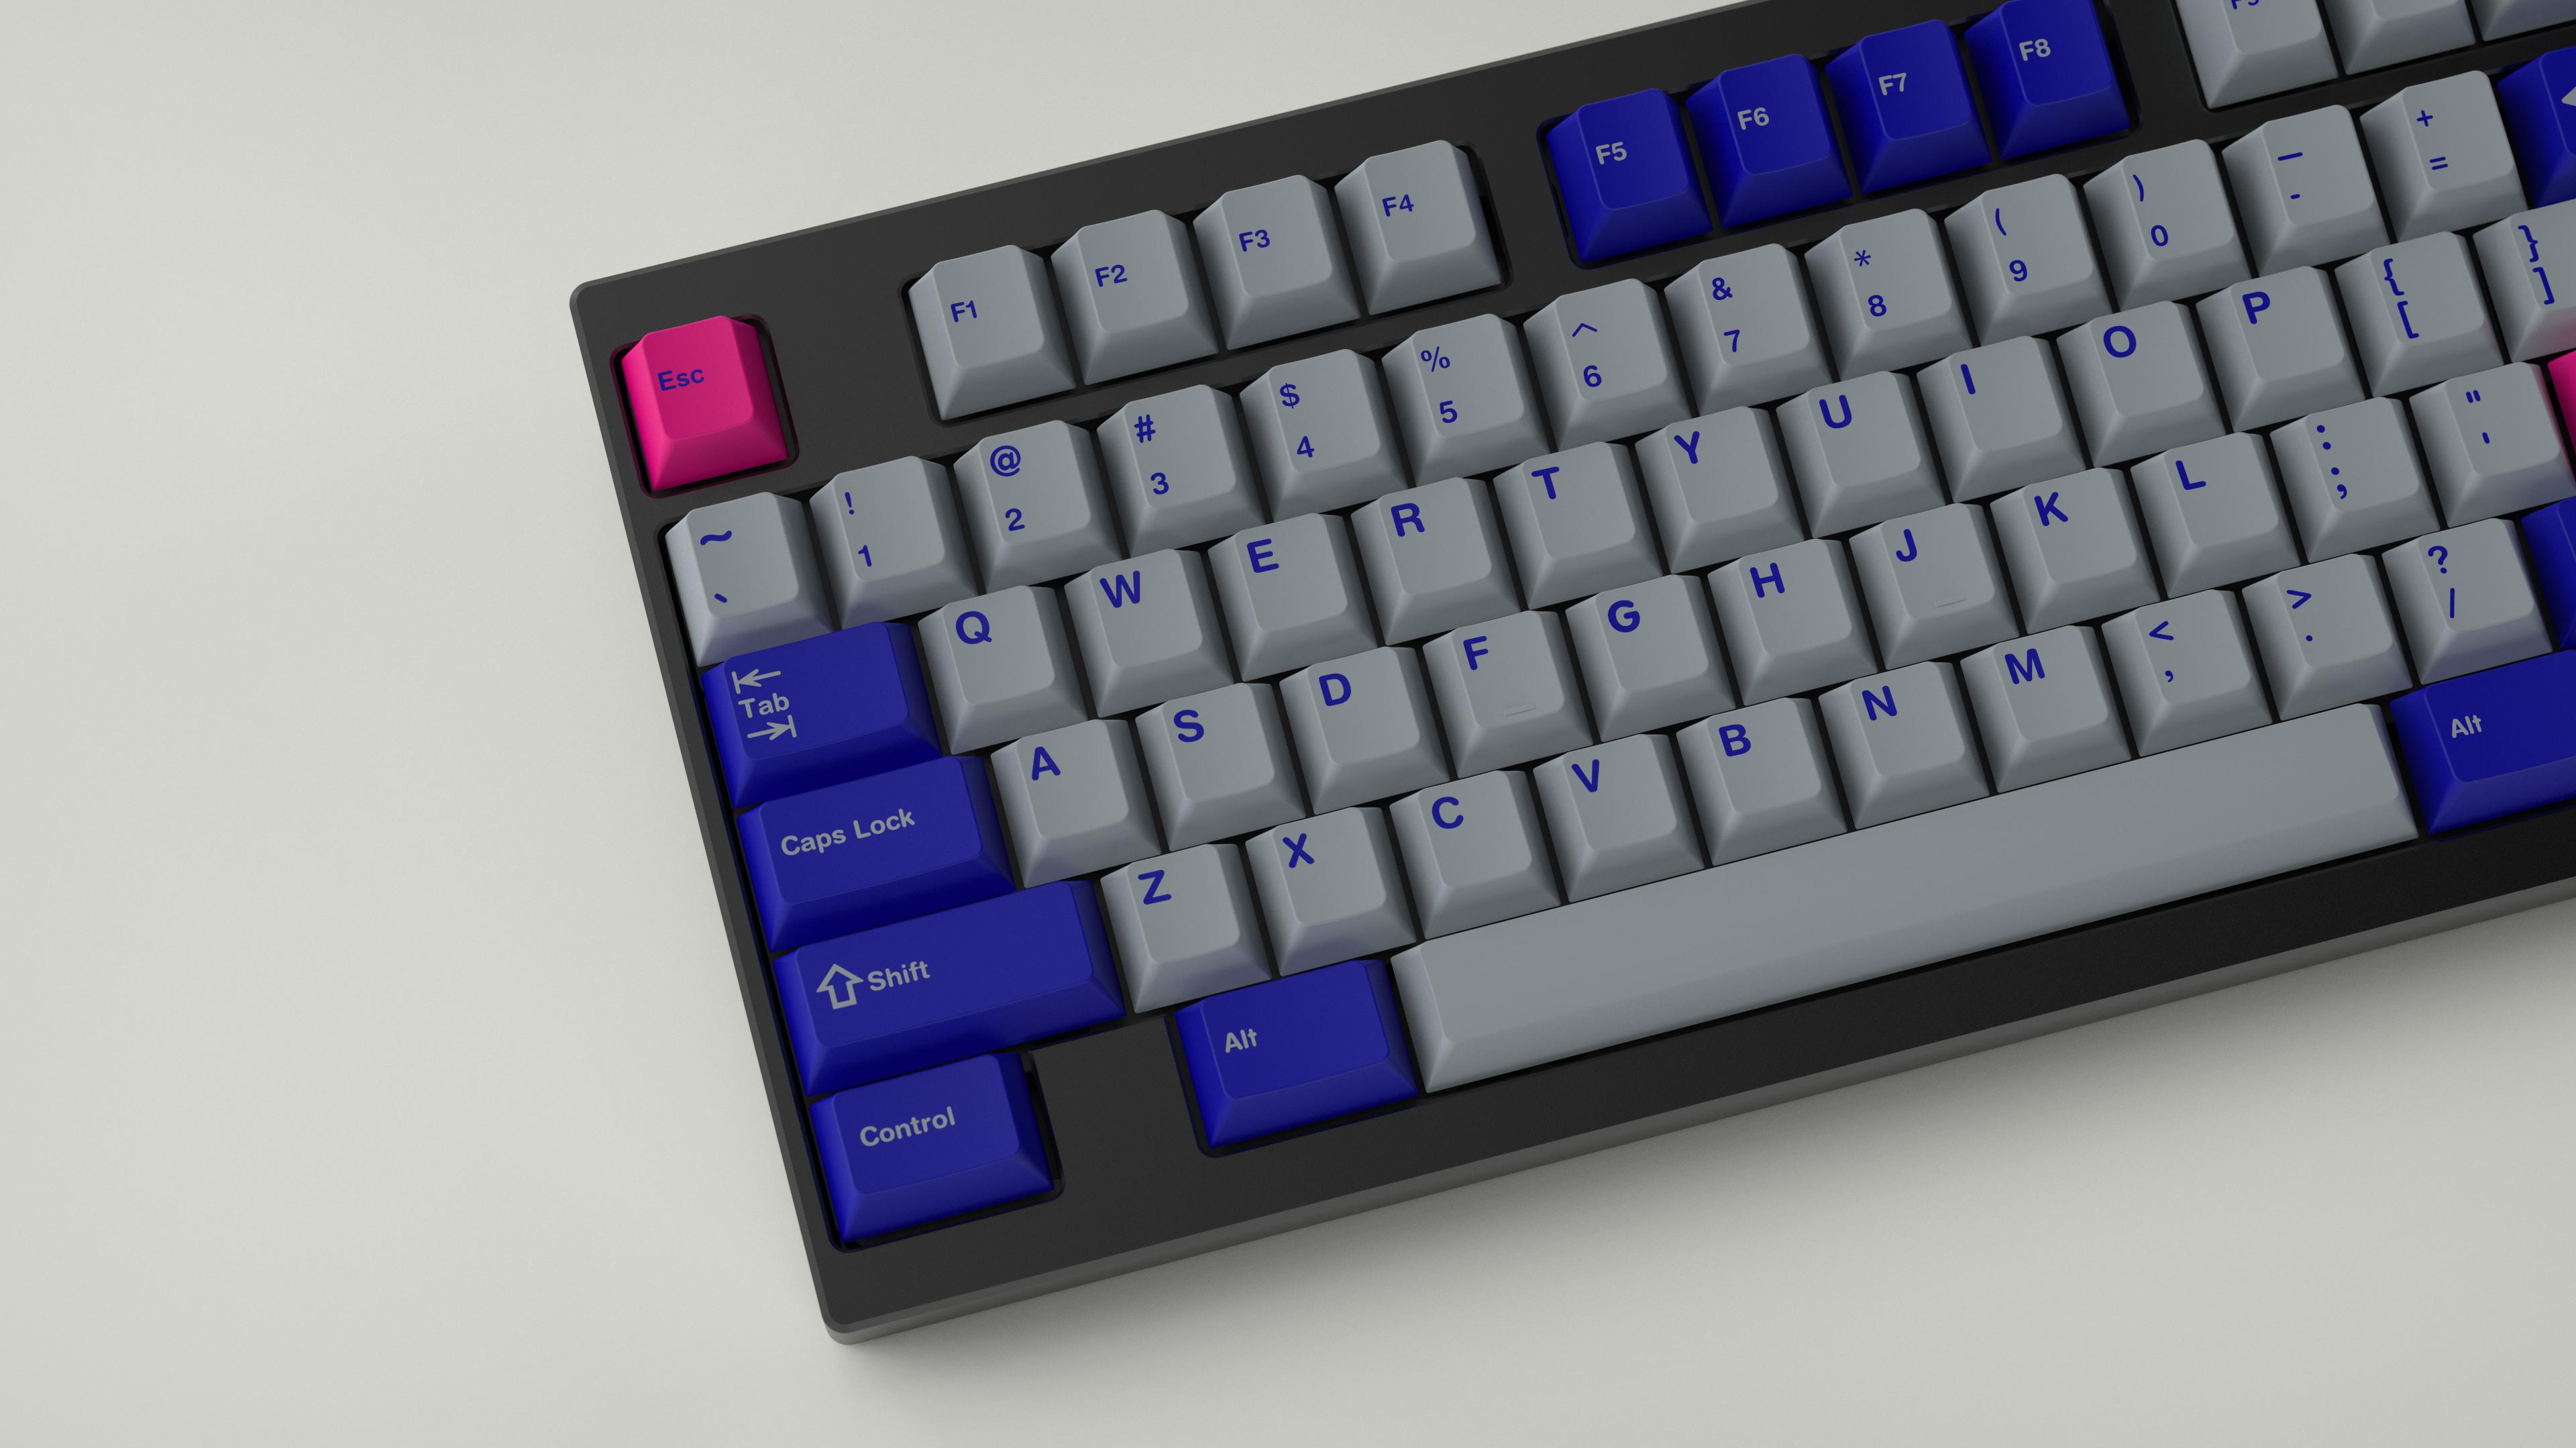 Esc F1 F2 F3 F4 F5 F6 F7 F8
~ ! @ # $ % ^ & * ( ) — +
` 1 2 3 4 5 6 7 8 9 0 - =
Tab Q W E R T Y U I O P { }
[ ]
Caps Lock A S D F G H J K L : "
; '
Shift Z X C V B N M < > ?
, . /
Control Alt Alt